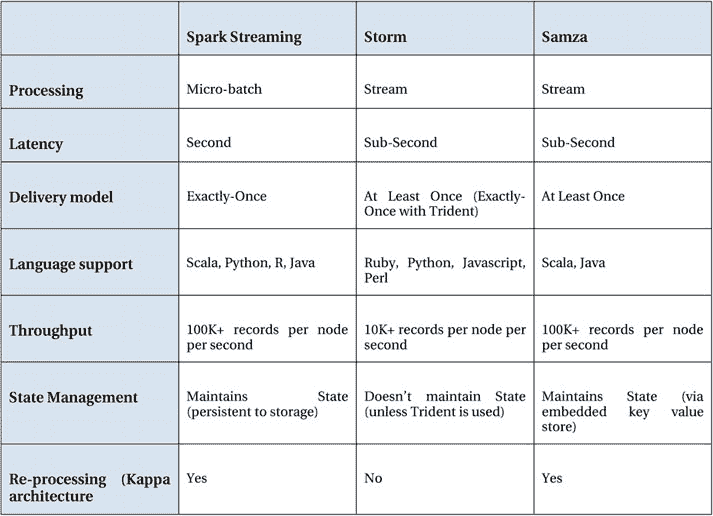 Spark Streaming Storm Samza
Processing Micro-batch Stream Stream
Latency Second Sub-Second Sub-Second
Delivery model Exactly-Once At Least Once (Exactly- At Least Once
Once with Trident)
Language support Scala, Python, R, Java Ruby, Python, Javascript, Scala, Java
Perl
Throughput 100K+ records per node 10K+ records per node per 100K+ records per node
per second second per second
State Management Maintains State Doesn't maintain State Maintains State (via
(persistent to storage) (unless Trident is used) embedded key value
store)
Re-processing (Kappa Yes No Yes
architecture